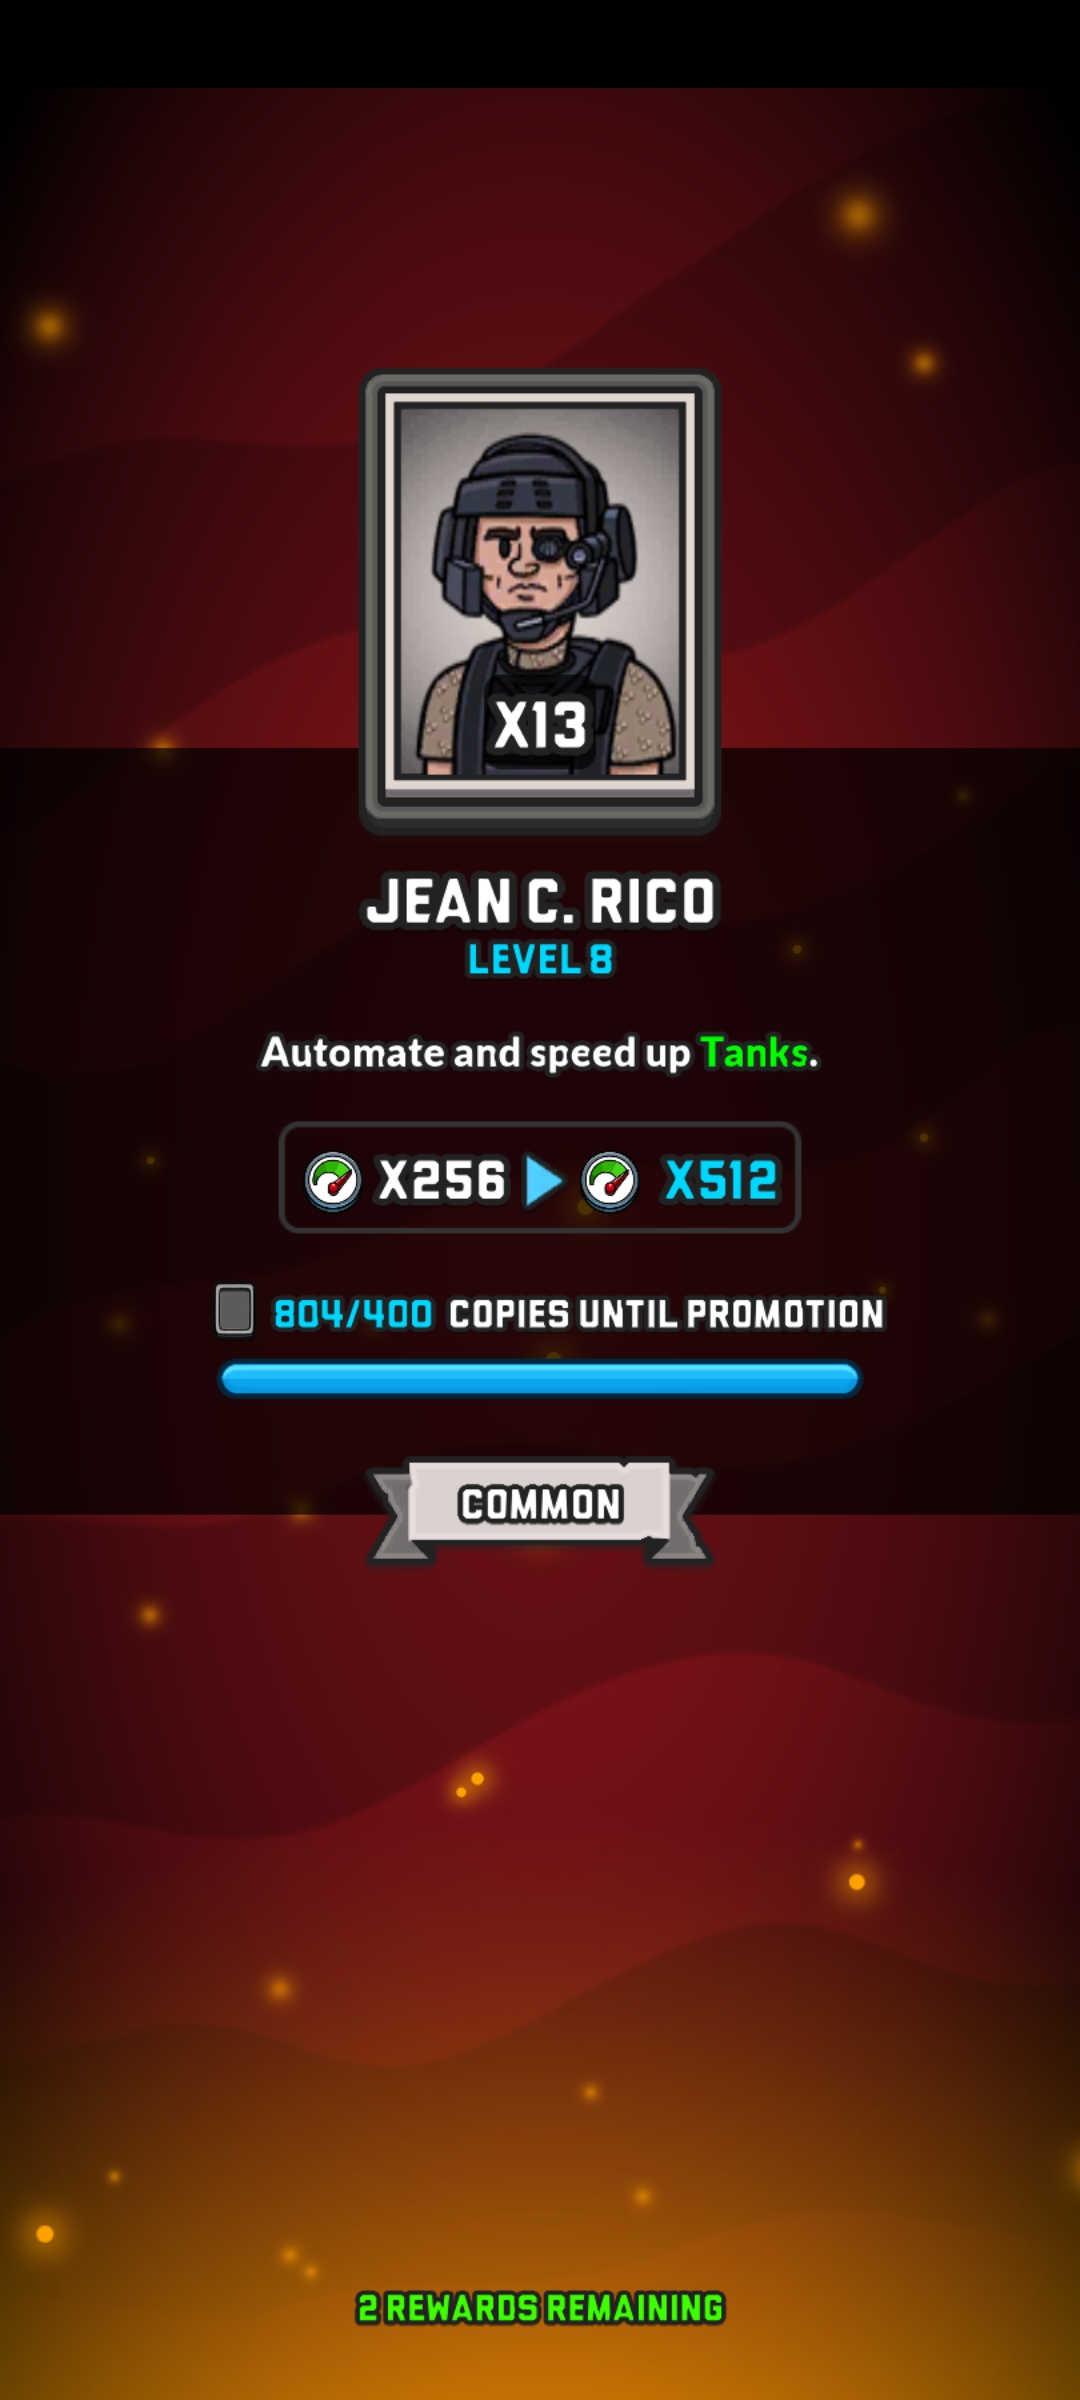 X13
JEAN C. RICO
LEVEL 8
Automate and speed up Tanks.
X256 X512
804/400 COPIES UNTIL PROMOTION
COMMON
2 REWARDS REMAINING